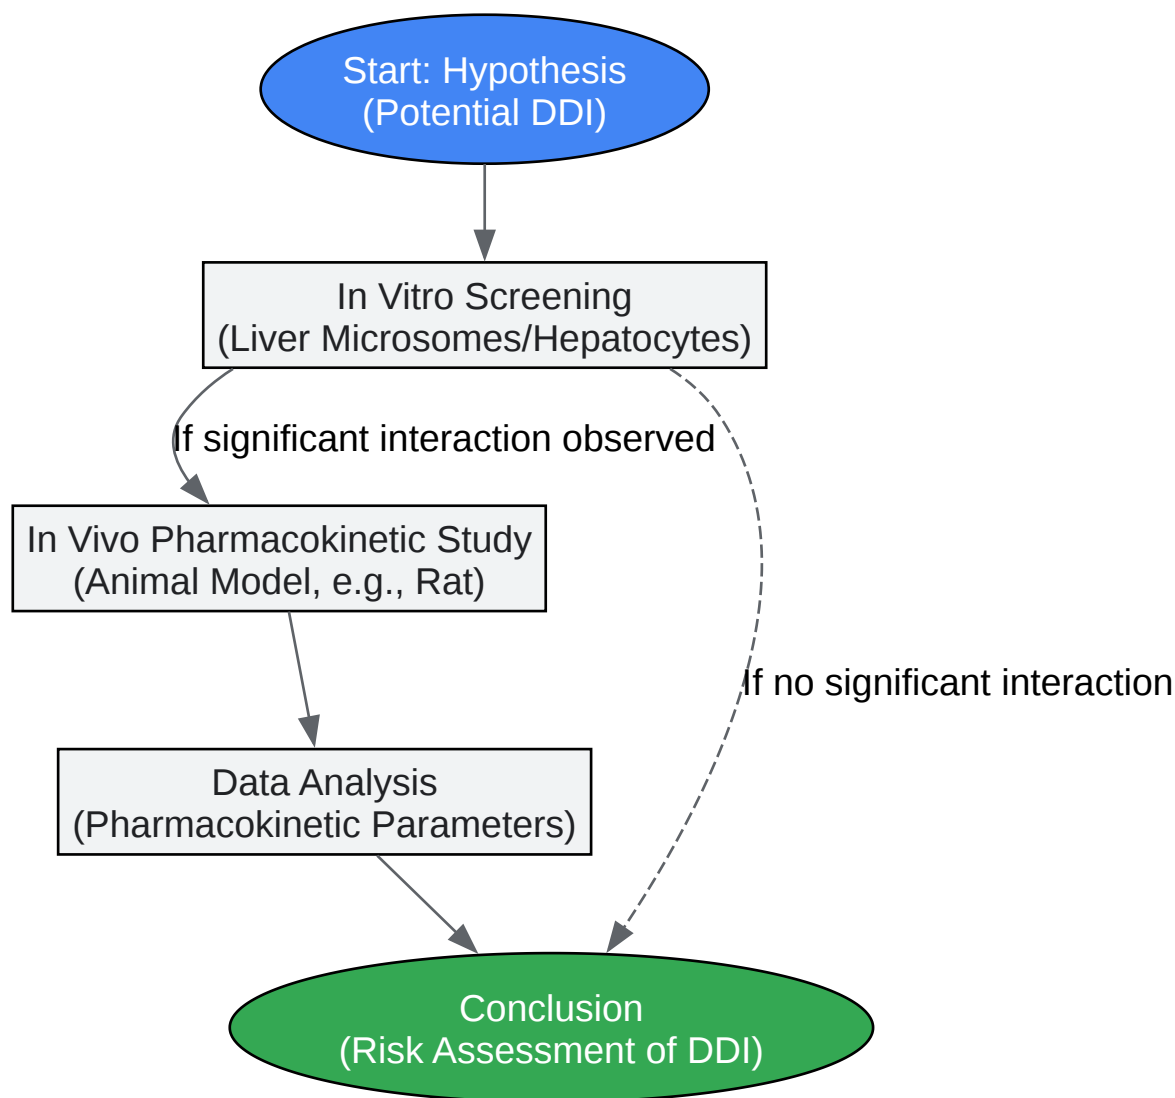 Start: Hypothesis
(Potential DDI)
In Vitro Screening
(Liver Microsomes/Hepatocytes)
If significant interaction observed
In Vivo Pharmacokinetic Study
(Animal Model, e.g., Rat)
If no significant interaction
Data Analysis
(Pharmacokinetic Parameters)
Conclusion
(Risk Assessment of DDI)